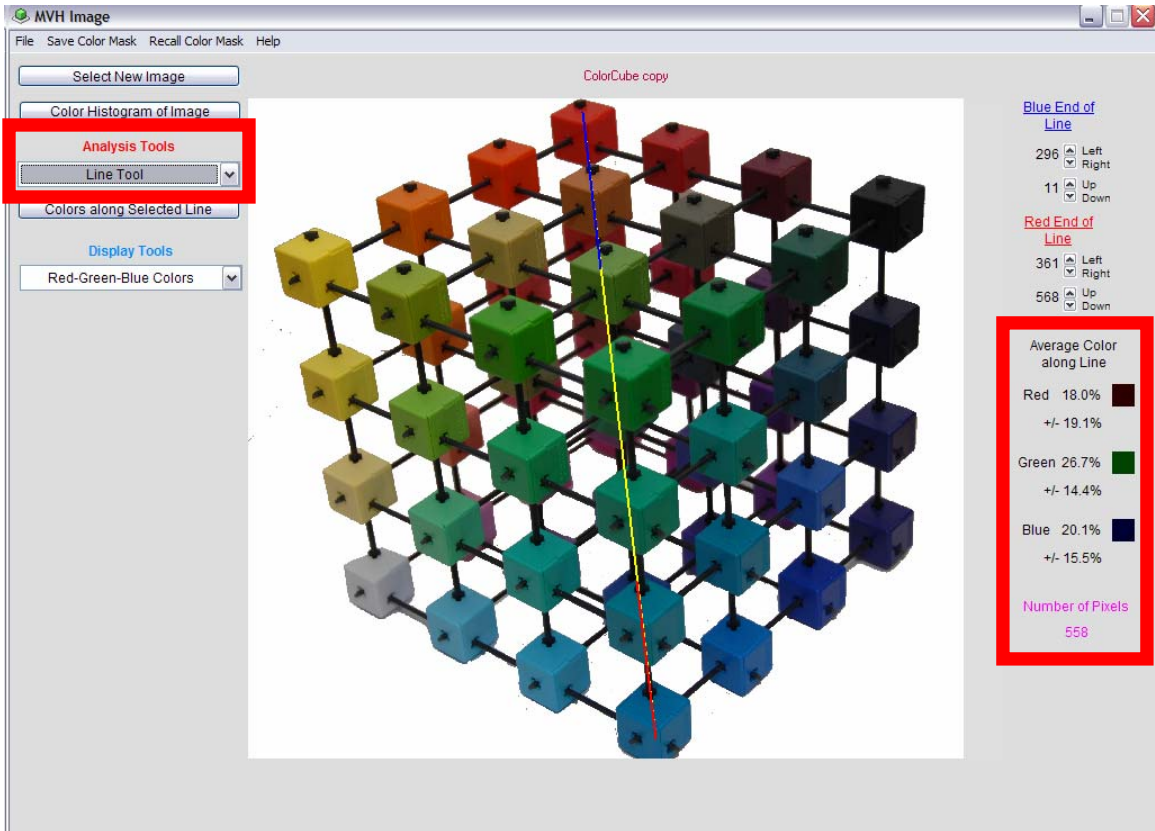 MVH Image
File Save Color Mask Recall Color Mask Help
Select New Image
Color Histogram of Image
Analysis Tools
Line Tool
Colors along Selected Line
Display Tools
Red-Green-Blue Colors
ColorCube copy
Blue End of
Line
296 Left
Right
11 Up
Down
Red End of
Line
361 Left
Right
568 Up
Down
Average Color
along Line
Red 18.0%
+/- 19.1%
Green 26.7%
+/- 14.4%
Blue 20.1%
+/- 15.5%
Number of Pixels
558